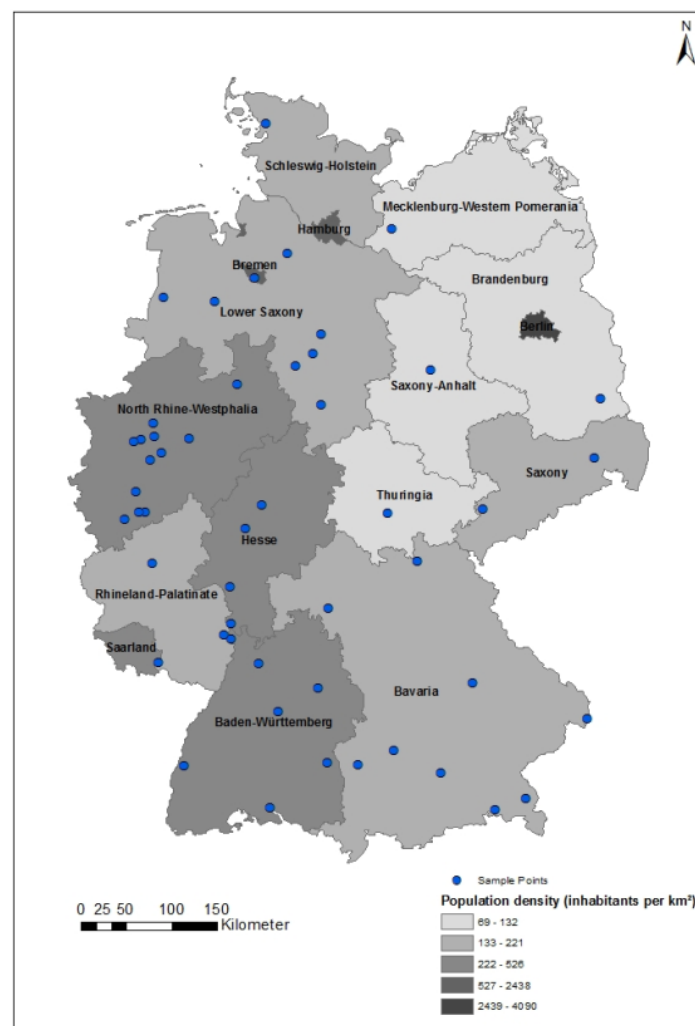 N
Schleswig-Holstein
Mecklenburg-Western Pomerania
Hamburg
Bremen
Brandenburg
Lower Saxony
Berlin
Saxony-Anhalt
North Rhine-Westphalia
Saxony
Thuringia
Hesse
Rhineland-Palatinate
Saarland
Bavaria
Baden-Württemberg
Sample Points
Population density (inhabitants per km²)
69 - 132
133 - 221
222 - 526
527 - 2438
2439 - 4090
0 25 50 100 150
Kilometer